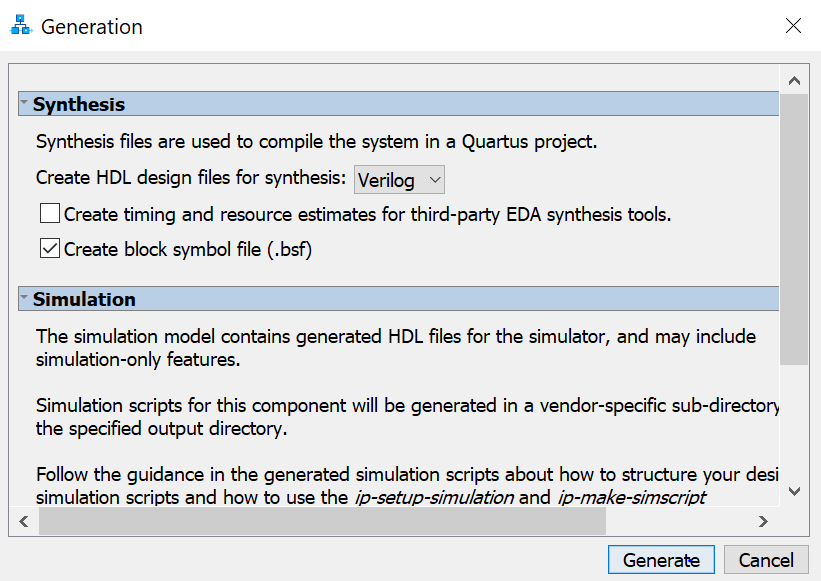 Generation
Synthesis
Synthesis files are used to compile the system in a Quartus project.
Create HDL design files for synthesis: Verilog
Create timing and resource estimates for third-party EDA synthesis tools.
Create block symbol file (.bsf)
Simulation
The simulation model contains generated HDL files for the simulator, and may include
simulation-only features.
Simulation scripts for this component will be generated in a vendor-specific sub-directory
the specified output directory.
Follow the guidance in the generated simulation scripts about how to structure your desi
simulation scripts and how to use the ip-setup-simulation and ip-make-simscript
Generate Cancel